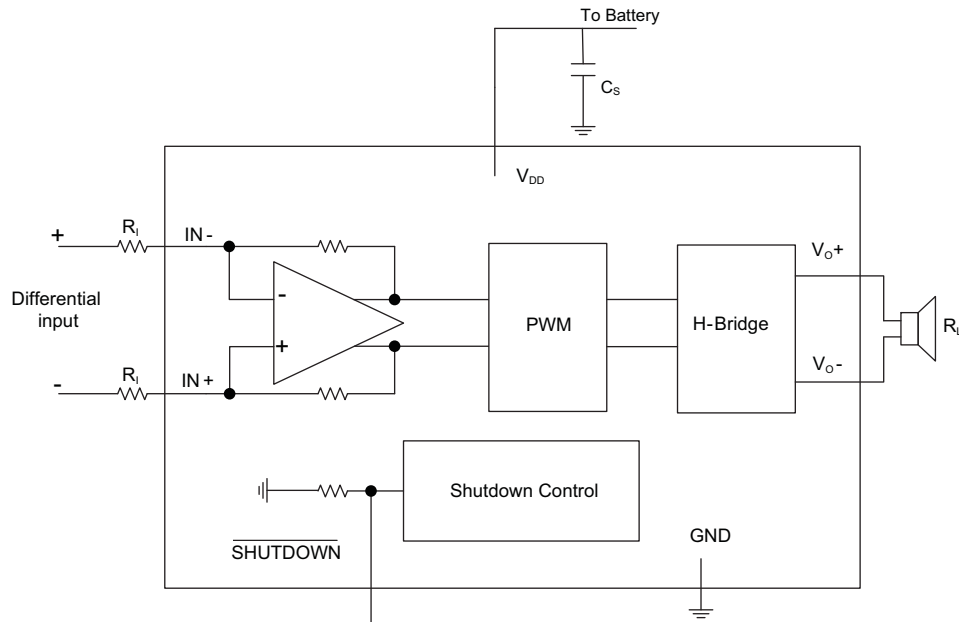 To Battery
C_S
V_DD
+
R_I
IN -
Differential
input
-
+
PWM
H-Bridge
V_O+
R_L
V_O-
-
R_I
IN +
Shutdown Control
SHUTDOWN
GND